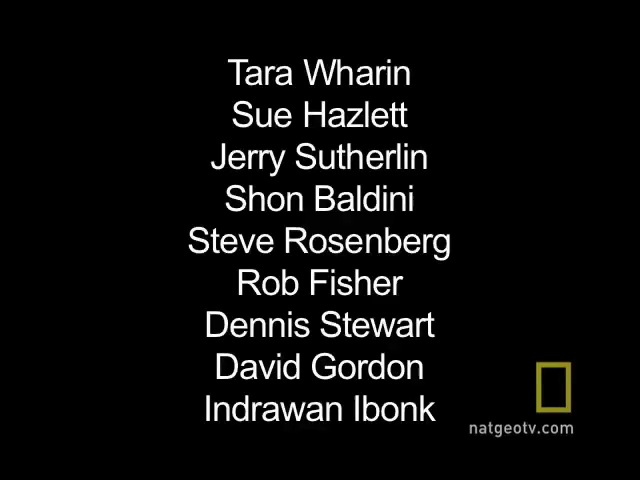 Tara Wharin
Sue Hazlett
Jerry Sutherlin
Shon Baldini
Steve Rosenberg
Rob Fisher
Dennis Stewart
David Gordon
Indrawan Ibonk
natgeotv.com